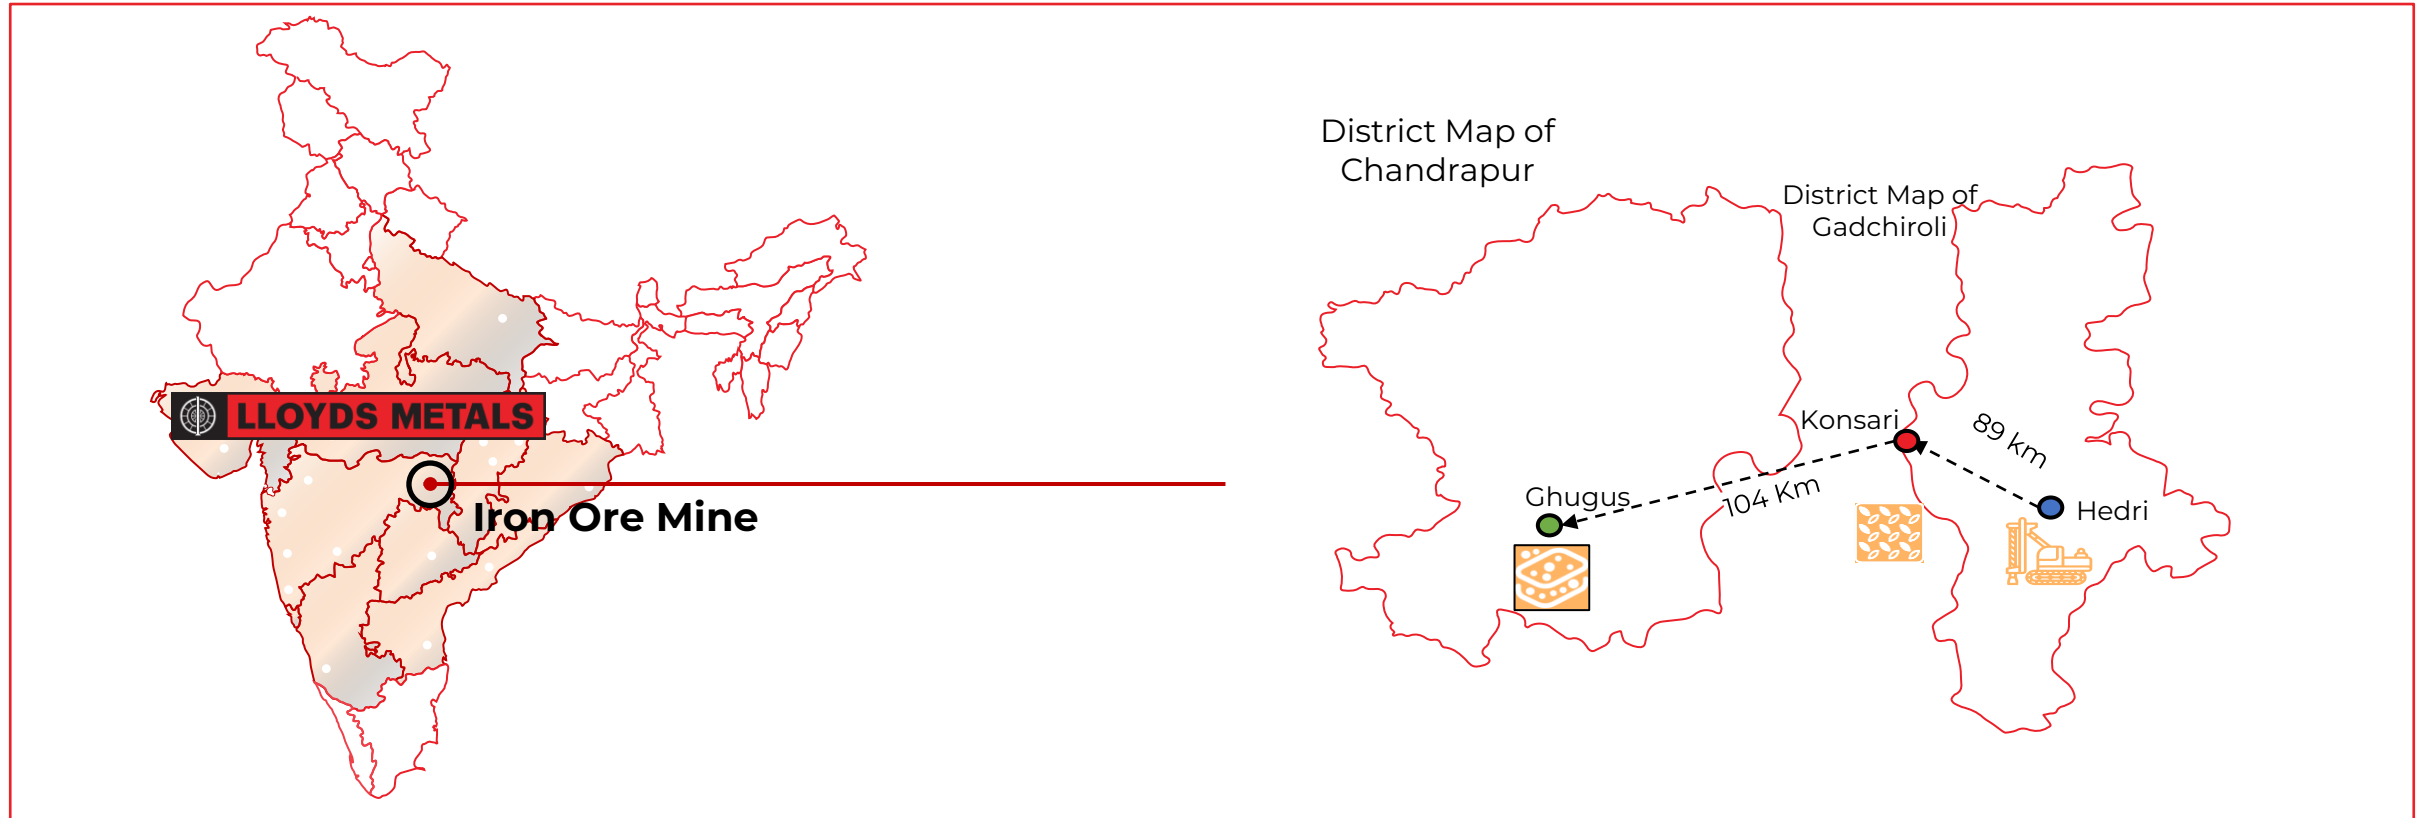 LLOYDS METALS
Iron Ore Mine
District Map of
Chandrapur
District Map of
Gadchiroli
Konsari
89 km
Ghugus
104 Km
Hedri